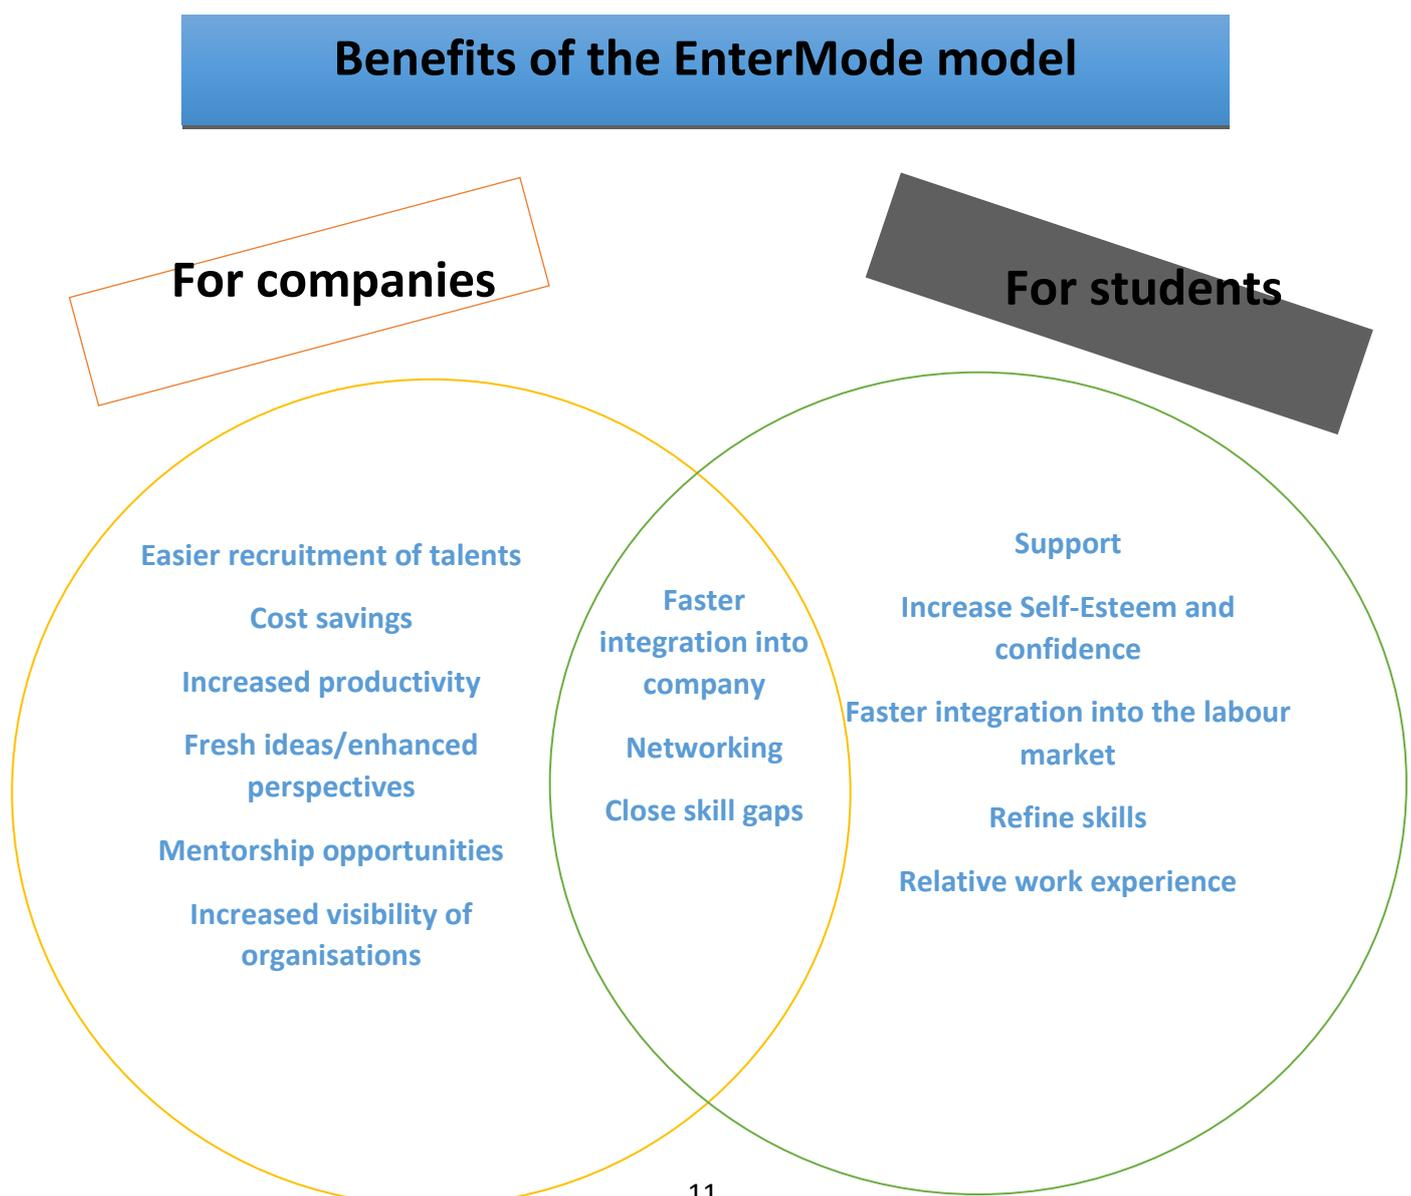 Benefits of the EnterMode model
For companies
For students
Easier recruitment of talents
Cost savings
Increased productivity
Fresh ideas/enhanced
perspectives
Mentorship opportunities
Increased visibility of
organisations
Faster
integration into
company
Networking
Close skill gaps
Support
Increase Self-Esteem and
confidence
Faster integration into the labour
market
Refine skills
Relative work experience
11